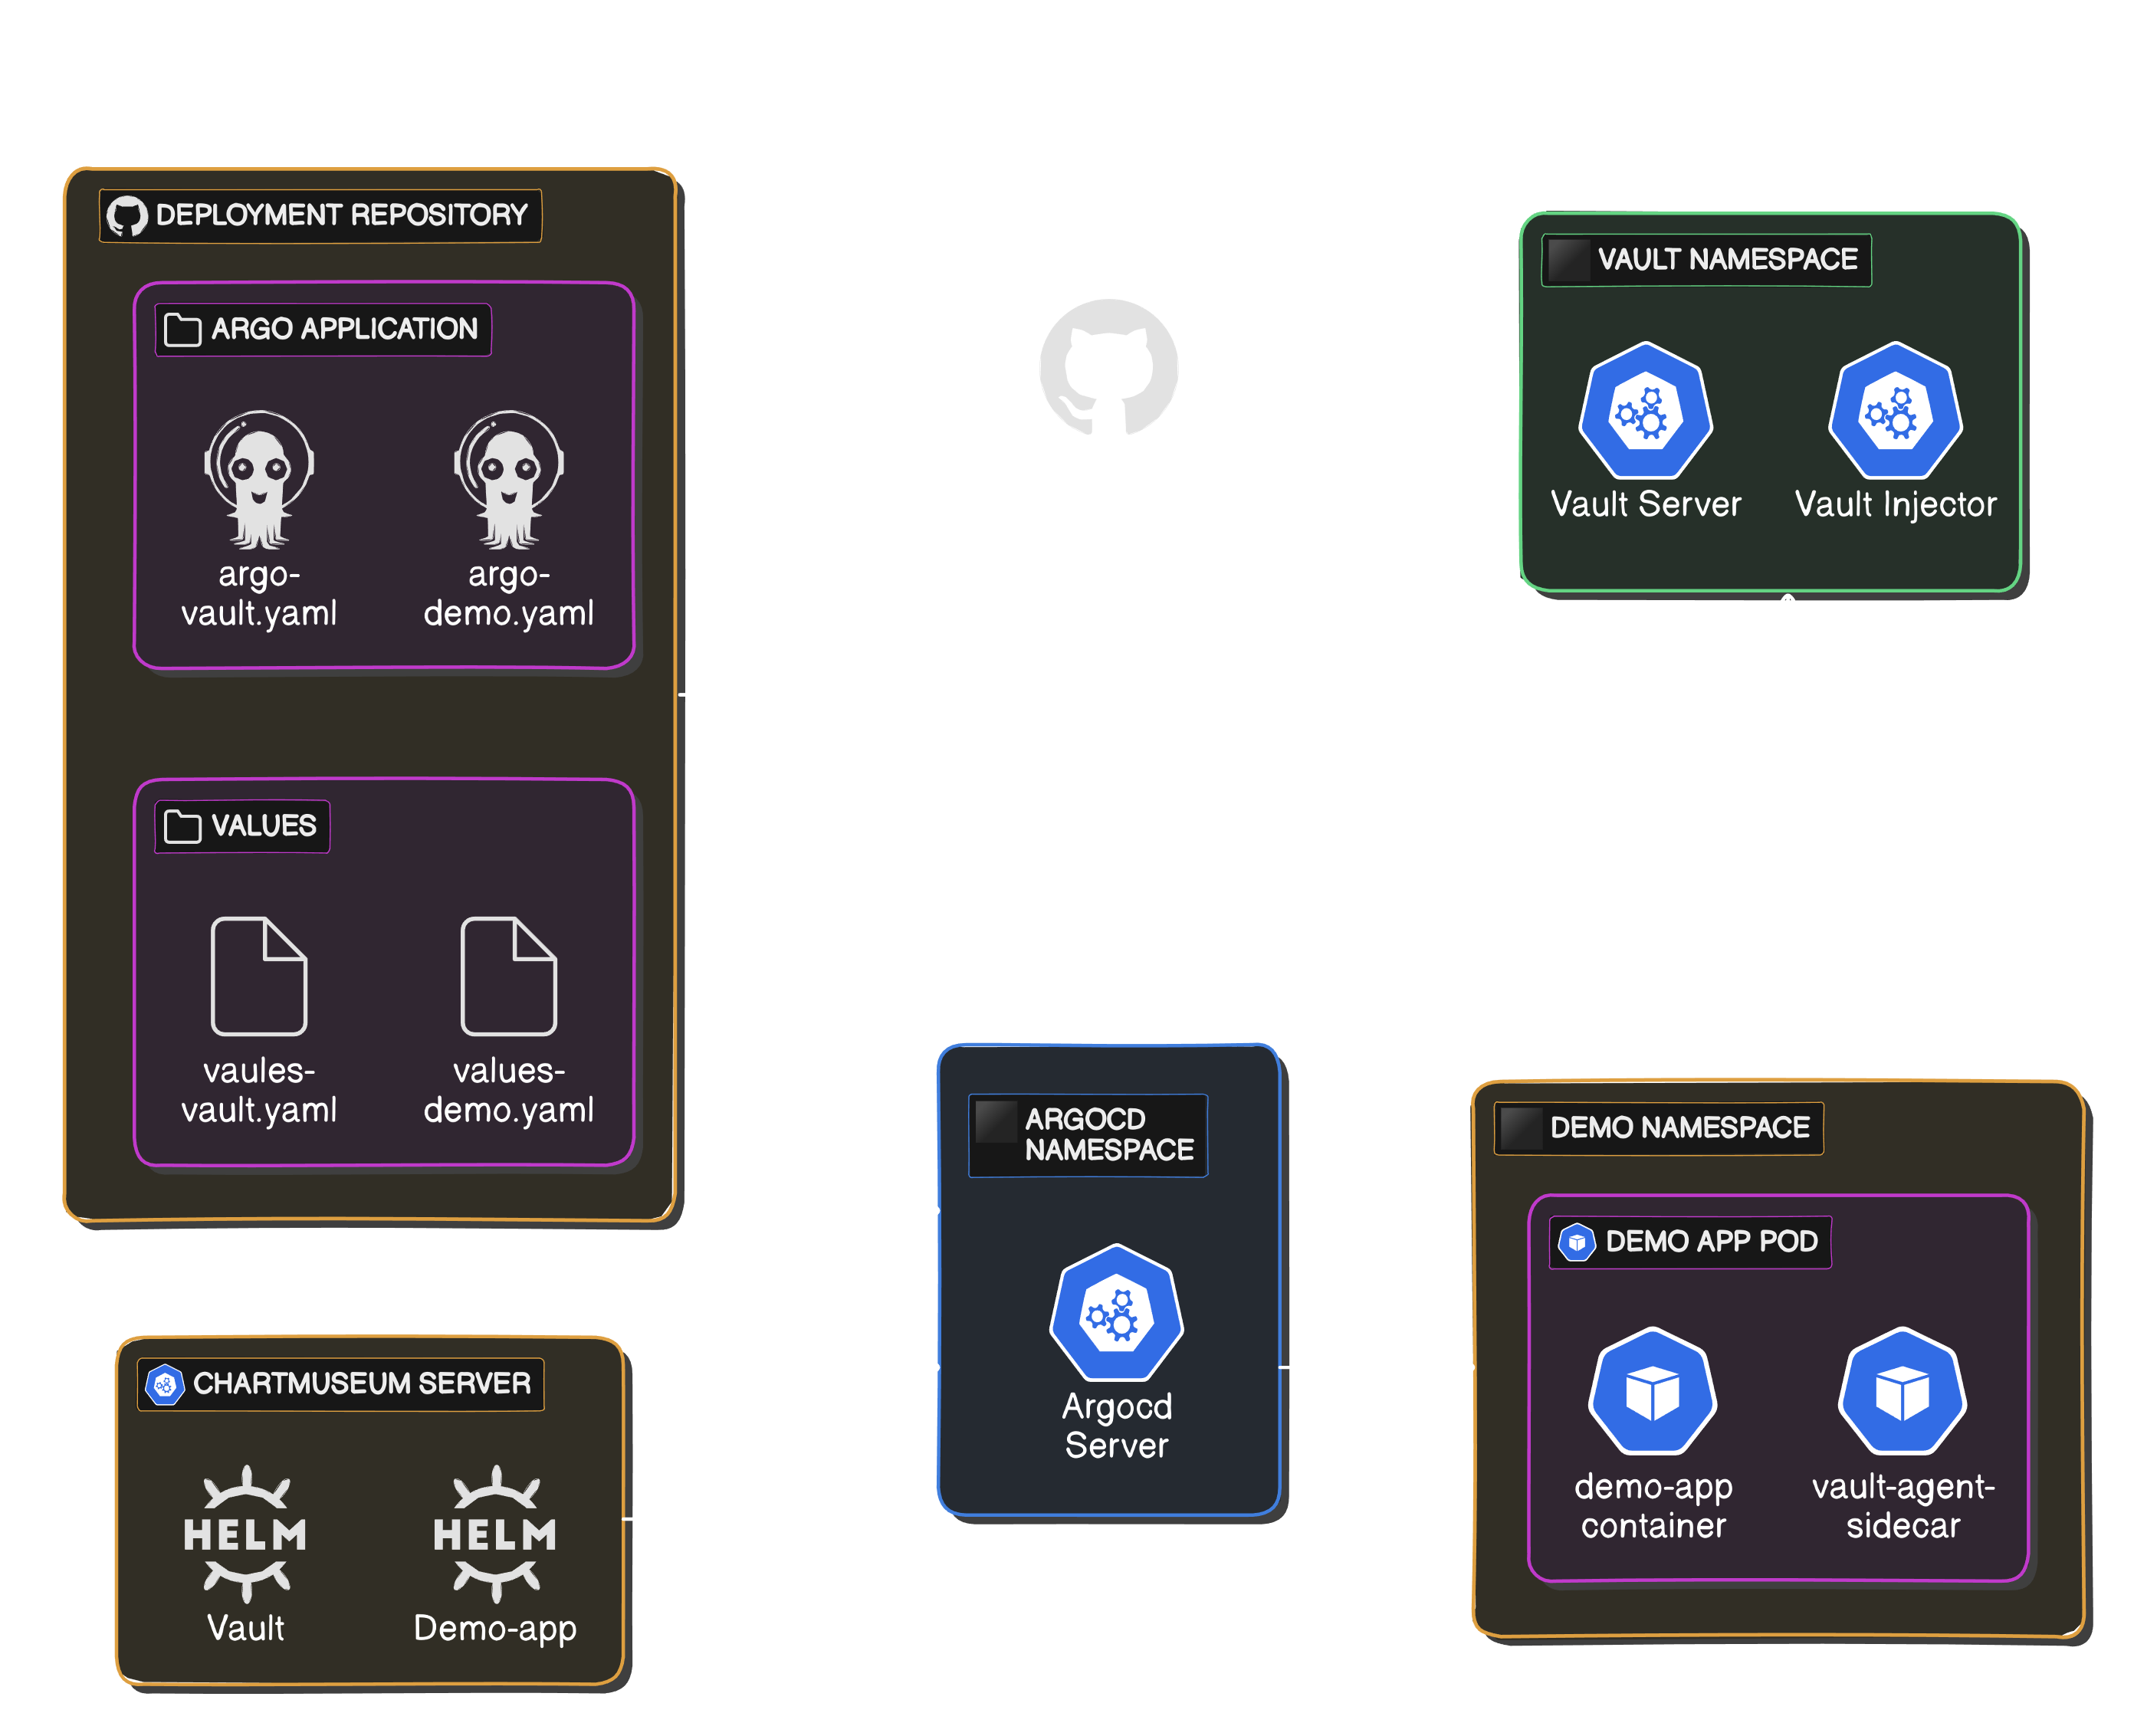 DEPLOYMENT REPOSITORY
ARGO APPLICATION
argo-
vault.yaml
argo-
demo.yaml
VALUES
vaules-
vault.yaml
values-
demo.yaml
CHARTMUSEUM SERVER
HELM
Vault
HELM
Demo-app
ARGOCD
NAMESPACE
Argocd
Server
VAULT NAMESPACE
Vault Server
Vault Injector
DEMO NAMESPACE
DEMO APP POD
demo-app
container
vault-agent-
sidecar